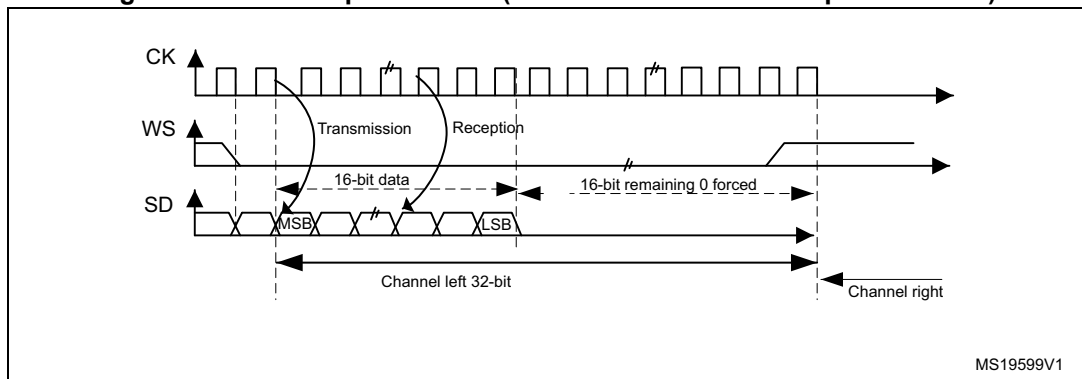 CK
Transmission
Reception
WS
16-bit data
16-bit remaining 0 forced
SD
MSB
LSB
Channel left 32-bit
Channel right
MS19599V1